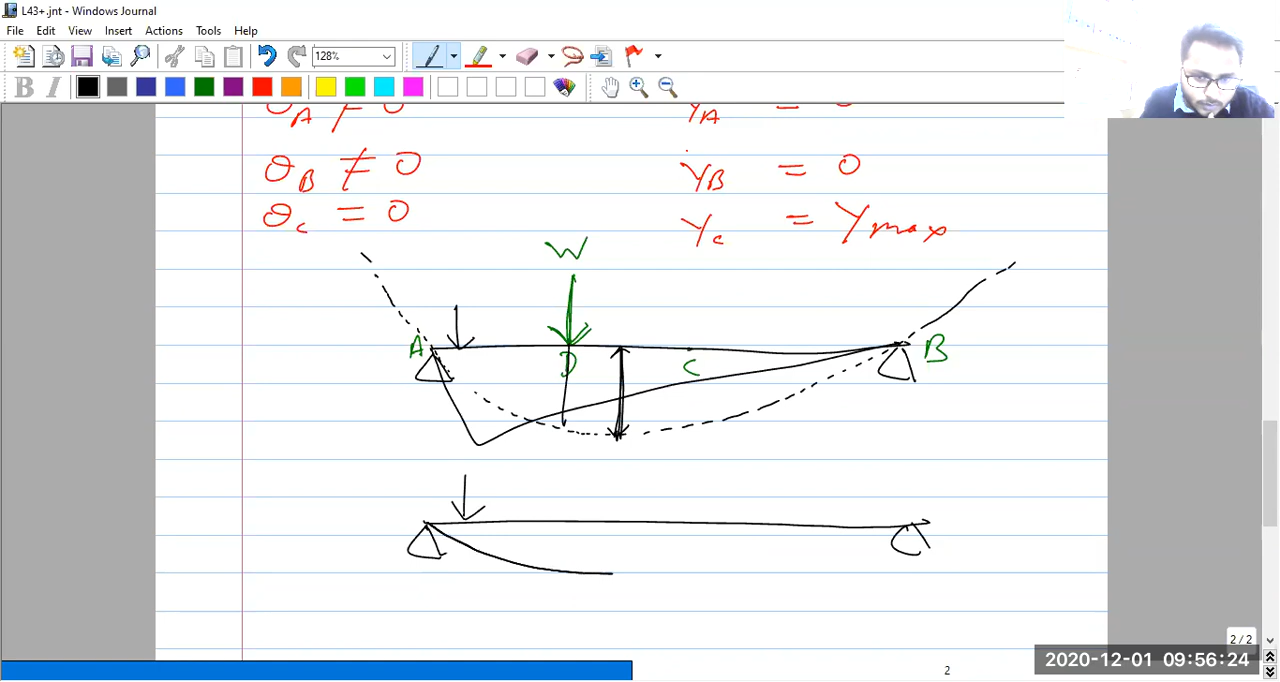 L43+.jnt - Windows Journal
File Edit View Insert Actions Tools Help
128%
B I
θA ≠ 0 yA = 0
θB ≠ 0 yB = 0
θc = 0 yc = ymax
W
A D C B
2 / 2
2
2020-12-01 09:56:24